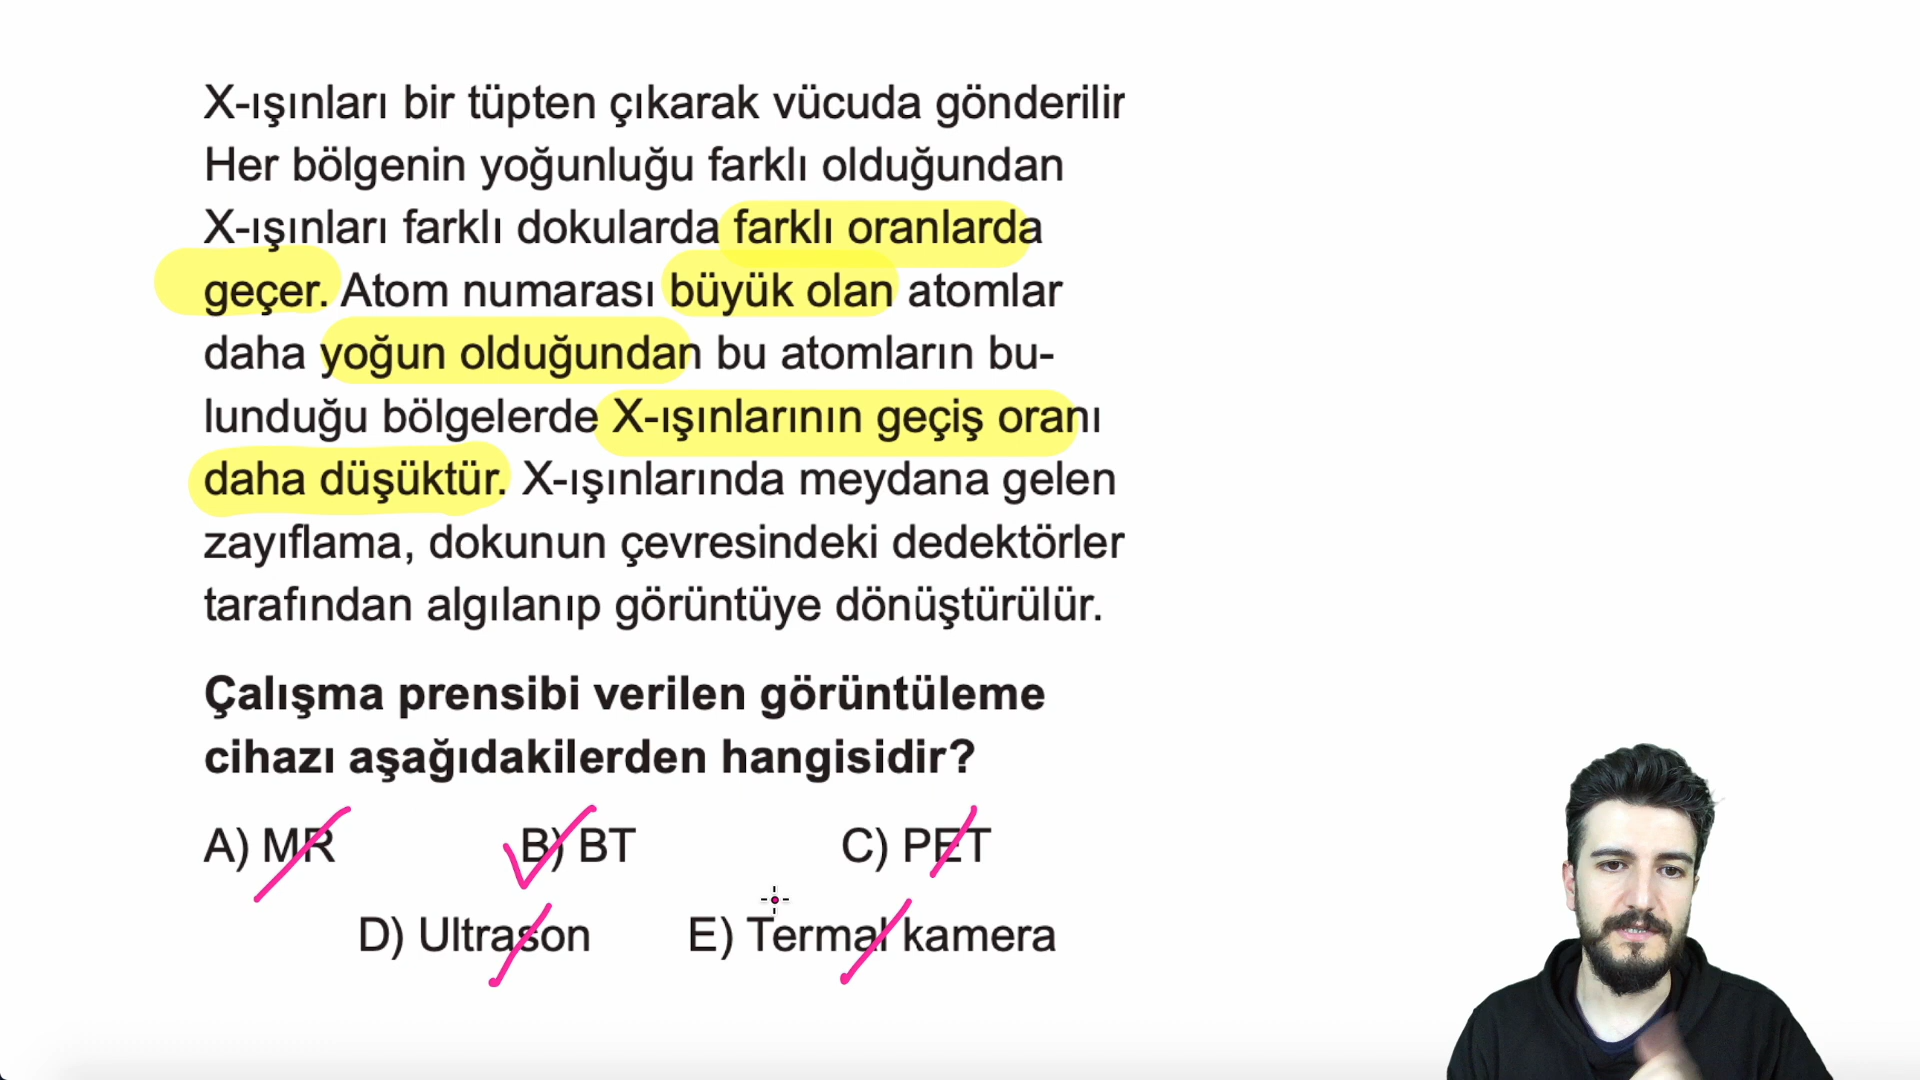 X-ışınları bir tüpten çıkarak vücuda gönderilir
Her bölgenin yoğunluğu farklı olduğundan
X-ışınları farklı dokularda farklı oranlarda
geçer. Atom numarası büyük olan atomlar
daha yoğun olduğundan bu atomların bu-
lunduğu bölgelerde X-ışınlarının geçiş oranı
daha düşüktür. X-ışınlarında meydana gelen
zayıflama, dokunun çevresindeki dedektörler
tarafından algılanıp görüntüye dönüştürülür.
Çalışma prensibi verilen görüntüleme
cihazı aşağıdakilerden hangisidir?
A) MR B) BT C) PET
D) Ultrason E) Termal kamera